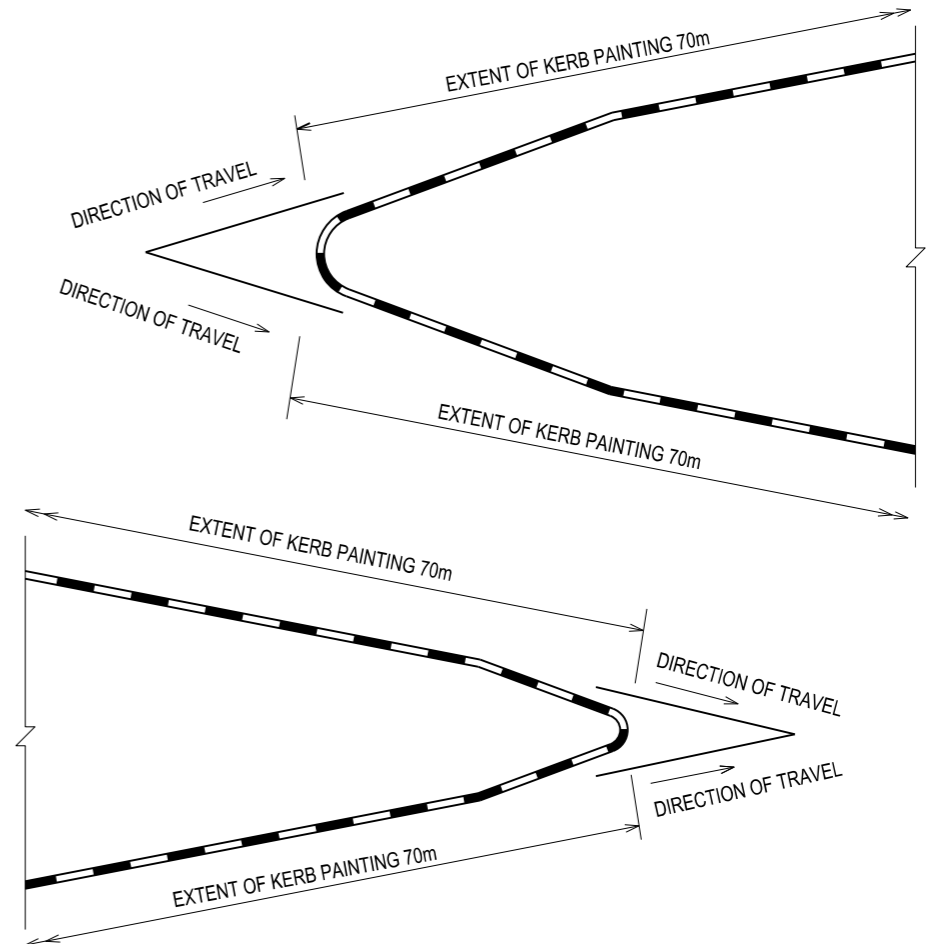 EXTENT OF KERB PAINTING 70m
DIRECTION OF TRAVEL
DIRECTION OF TRAVEL
EXTENT OF KERB PAINTING 70m
EXTENT OF KERB PAINTING 70m
DIRECTION OF TRAVEL
DIRECTION OF TRAVEL
EXTENT OF KERB PAINTING 70m